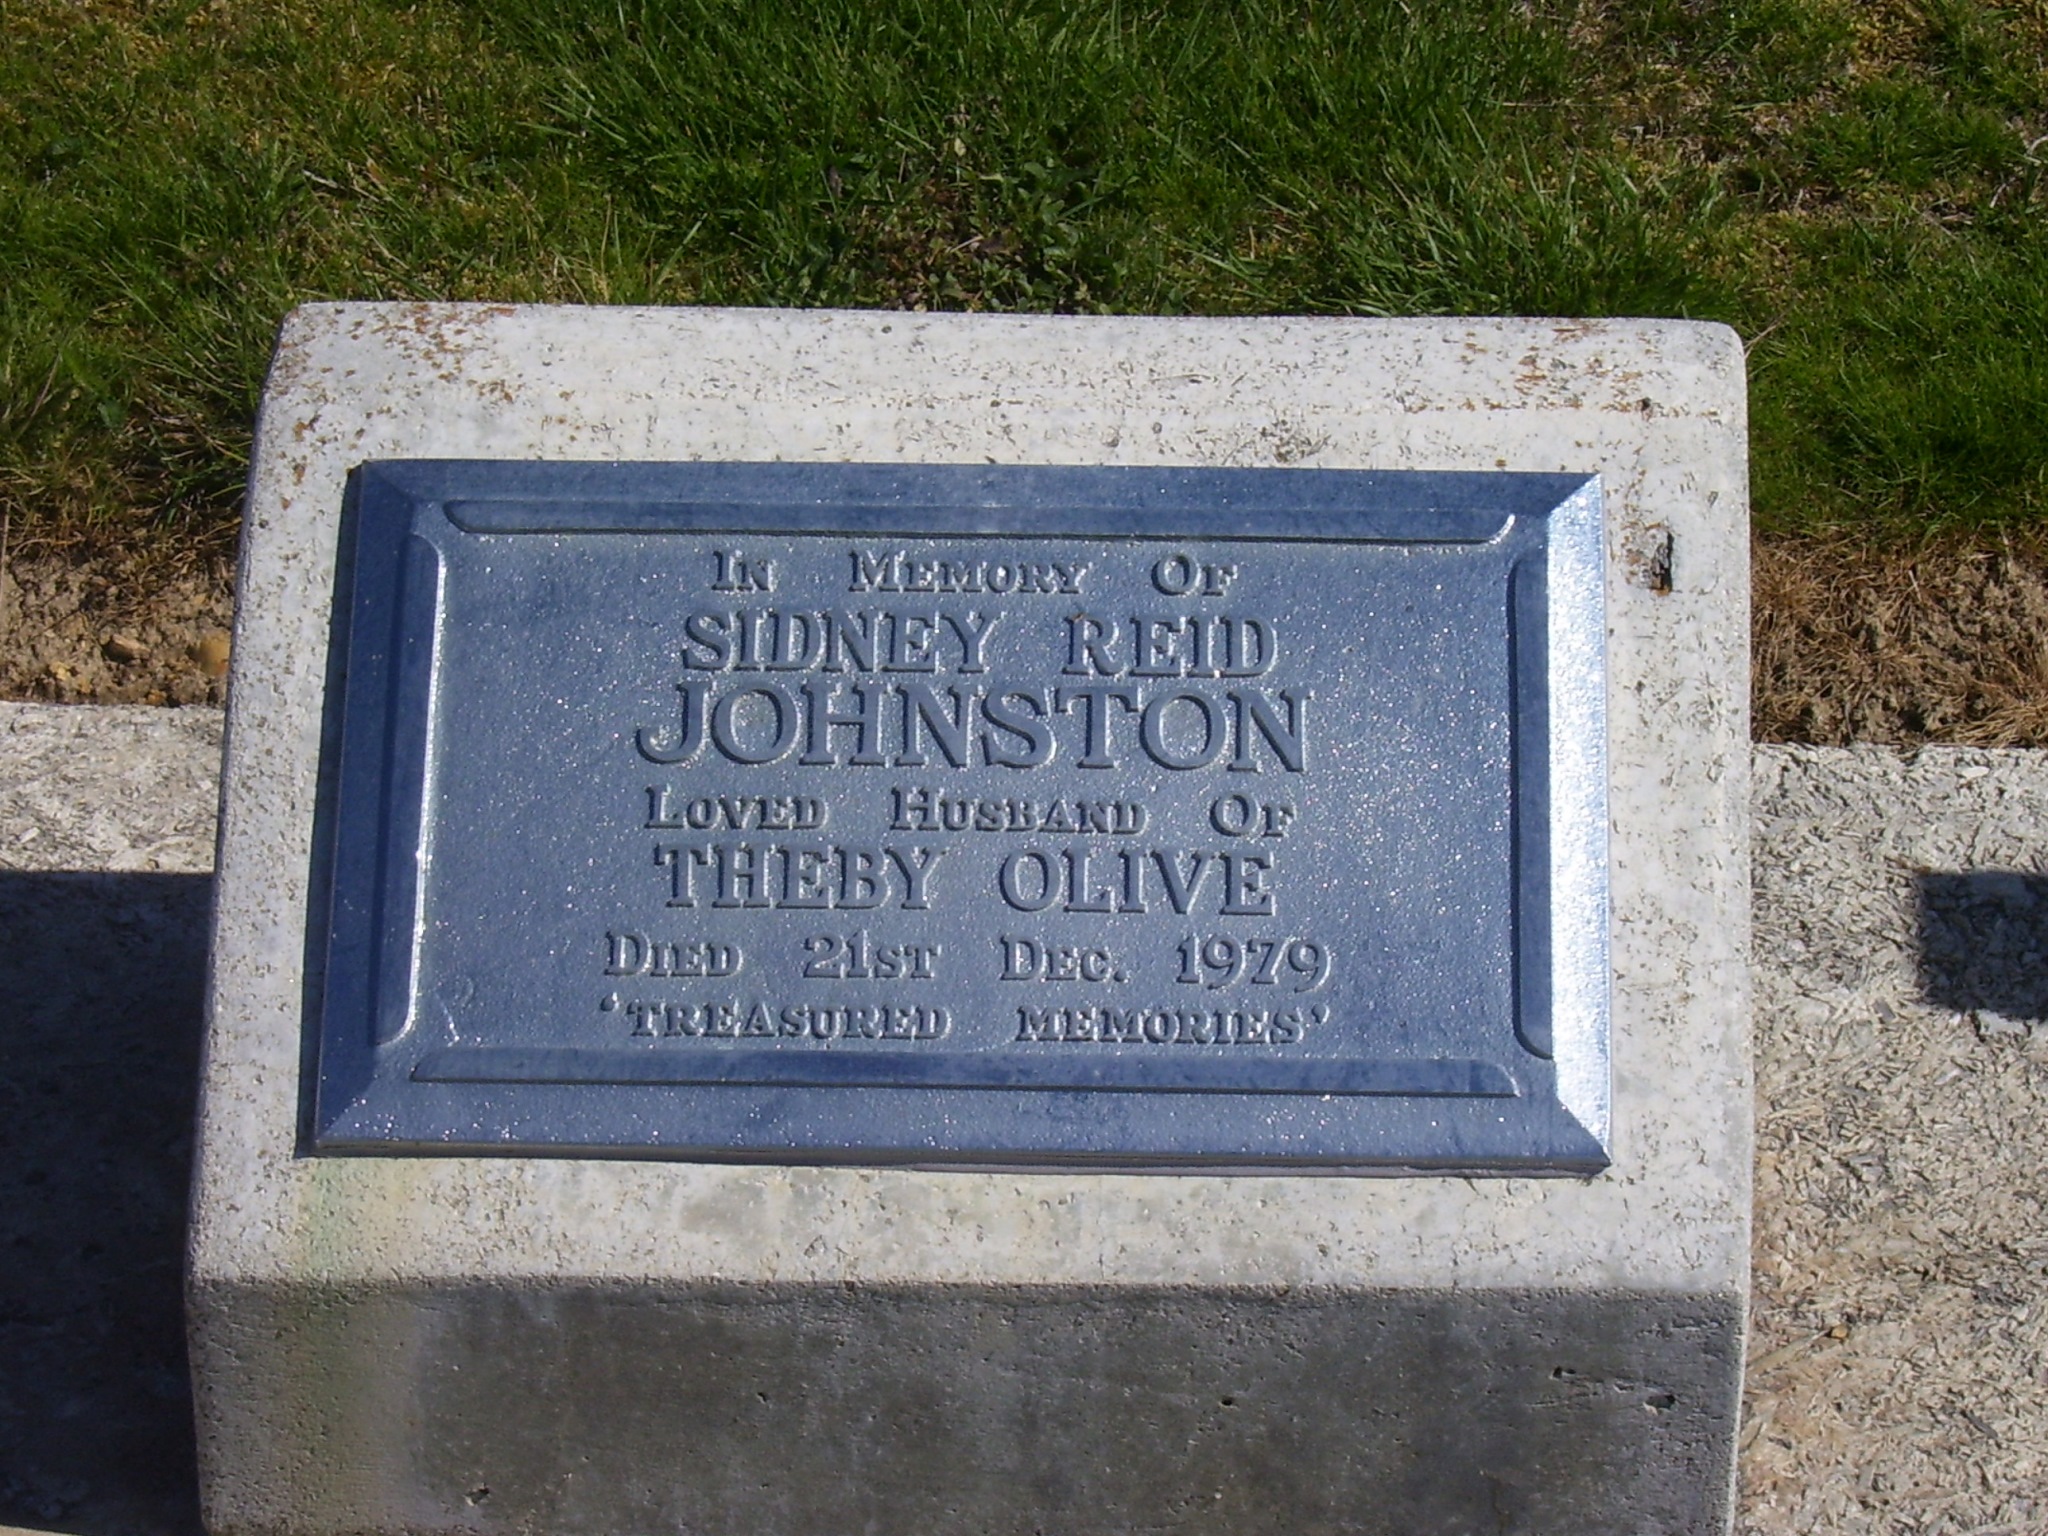 In Memory Of
SIDNEY REID
JOHNSTON
Loved Husband Of
THEBY OLIVE
Died 21st Dec. 1979
‘TREASURED MEMORIES’